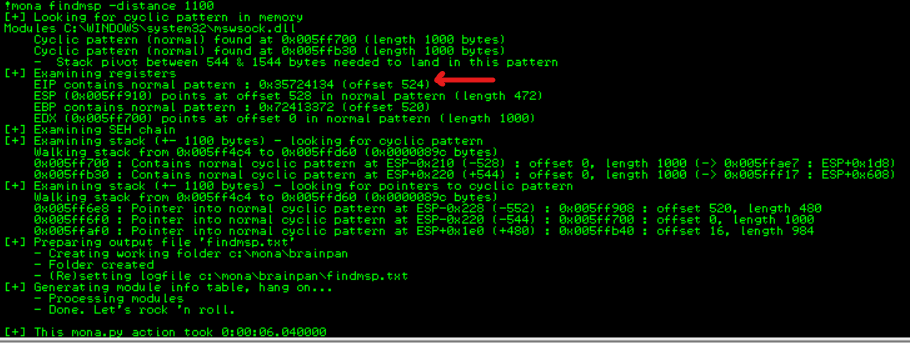 !mona findmsp -distance 1100
[+] Looking for cyclic pattern in memory
Modules C:\WINDOWS\system32\mswsock.dll
Cyclic pattern (normal) found at 0x005ff700 (length 1000 bytes)
Cyclic pattern (normal) found at 0x005ffb30 (length 1000 bytes)
- Stack pivot between 544 & 1544 bytes needed to land in this pattern
[+] Examining registers
EIP contains normal pattern : 0x35724134 (offset 524)
ESP (0x005ff910) points at offset 528 in normal pattern (length 472)
EBP contains normal pattern : 0x72413372 (offset 520)
EDX (0x005ff700) points at offset 0 in normal pattern (length 1000)
[+] Examining SEH chain
[+] Examining stack (+- 1100 bytes) - looking for cyclic pattern
Walking stack from 0x005ff4c4 to 0x005ffd60 (0x0000089c bytes)
0x005ff700 : Contains normal cyclic pattern at ESP-0x210 (-528) : offset 0, length 1000 (-> 0x005ffae7 : ESP+0x1d8)
0x005ffb30 : Contains normal cyclic pattern at ESP+0x220 (+544) : offset 0, length 1000 (-> 0x005fff17 : ESP+0x608)
[+] Examining stack (+- 1100 bytes) - looking for pointers to cyclic pattern
Walking stack from 0x005ff4c4 to 0x005ffd60 (0x0000089c bytes)
0x005ff6e8 : Pointer into normal cyclic pattern at ESP-0x228 (-552) : 0x005ff908 : offset 520, length 480
0x005ff6f0 : Pointer into normal cyclic pattern at ESP-0x220 (-544) : 0x005ff700 : offset 0, length 1000
0x005ffaf0 : Pointer into normal cyclic pattern at ESP+0x1e0 (+480) : 0x005ffb40 : offset 16, length 984
[+] Preparing output file 'findmsp.txt'
- Creating working folder c:\mona\brainpan
- Folder created
- (Re)setting logfile c:\mona\brainpan\findmsp.txt
[+] Generating module info table, hang on...
- Processing modules
- Done. Let's rock 'n roll.
[+] This mona.py action took 0:00:06.040000